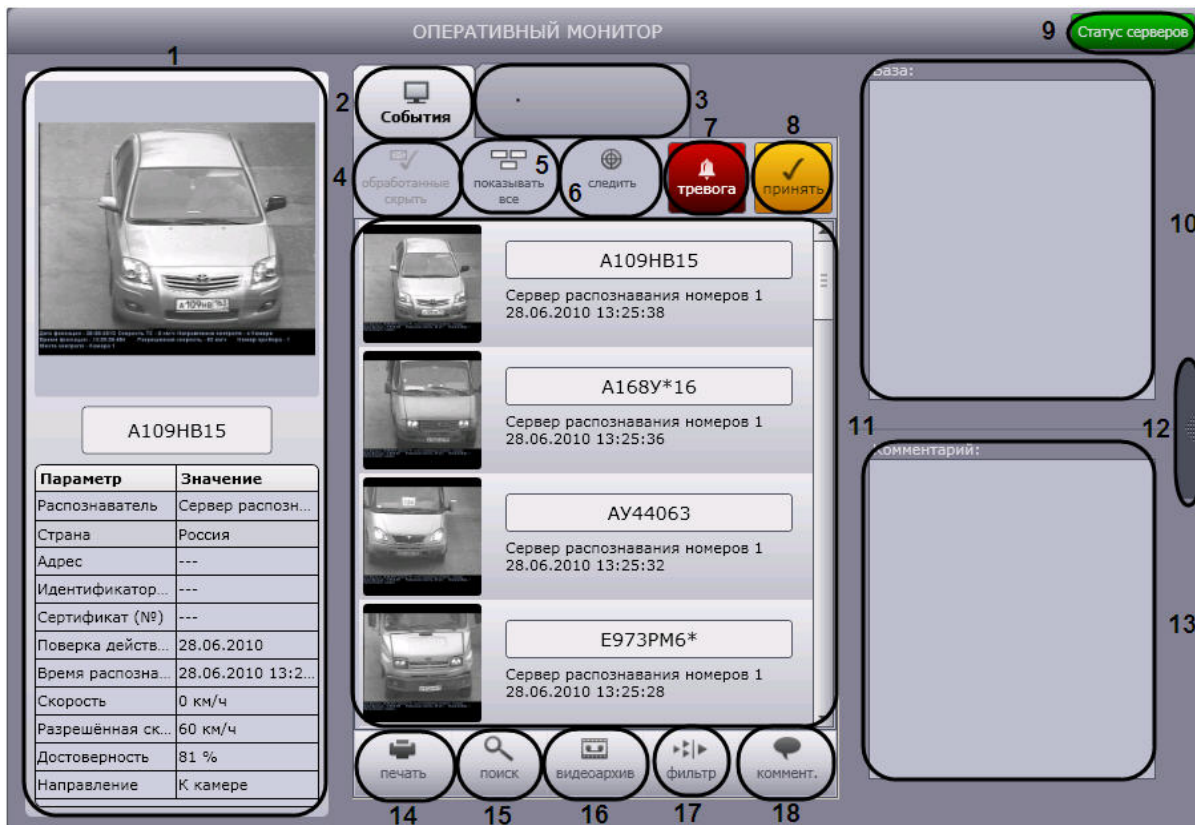 ОПЕРАТИВНЫЙ МОНИТОР
9
Статус серверов
1
2
События
3
4
обработанные
скрыть
5
показывать
все
6
следить
7
тревога
8
принять
А109НВ15
Параметр Значение
Распознаватель Сервер распозн...
Страна Россия
Адрес ---
Идентификатор... ---
Сертификат (№) ---
Поверка действ... 28.06.2010
Время распозна... 28.06.2010 13:2...
Скорость 0 км/ч
Разрешённая ск... 60 км/ч
Достоверность 81 %
Направление К камере
А109НВ15
Сервер распознавания номеров 1
28.06.2010 13:25:38
А168У*16
Сервер распознавания номеров 1
28.06.2010 13:25:36
АУ44063
Сервер распознавания номеров 1
28.06.2010 13:25:32
Е973РМ6*
Сервер распознавания номеров 1
28.06.2010 13:25:28
печать
поиск
видеоархив
фильтр
коммент.
14
15
16
17
18
База:
10
11
12
Комментарий:
13